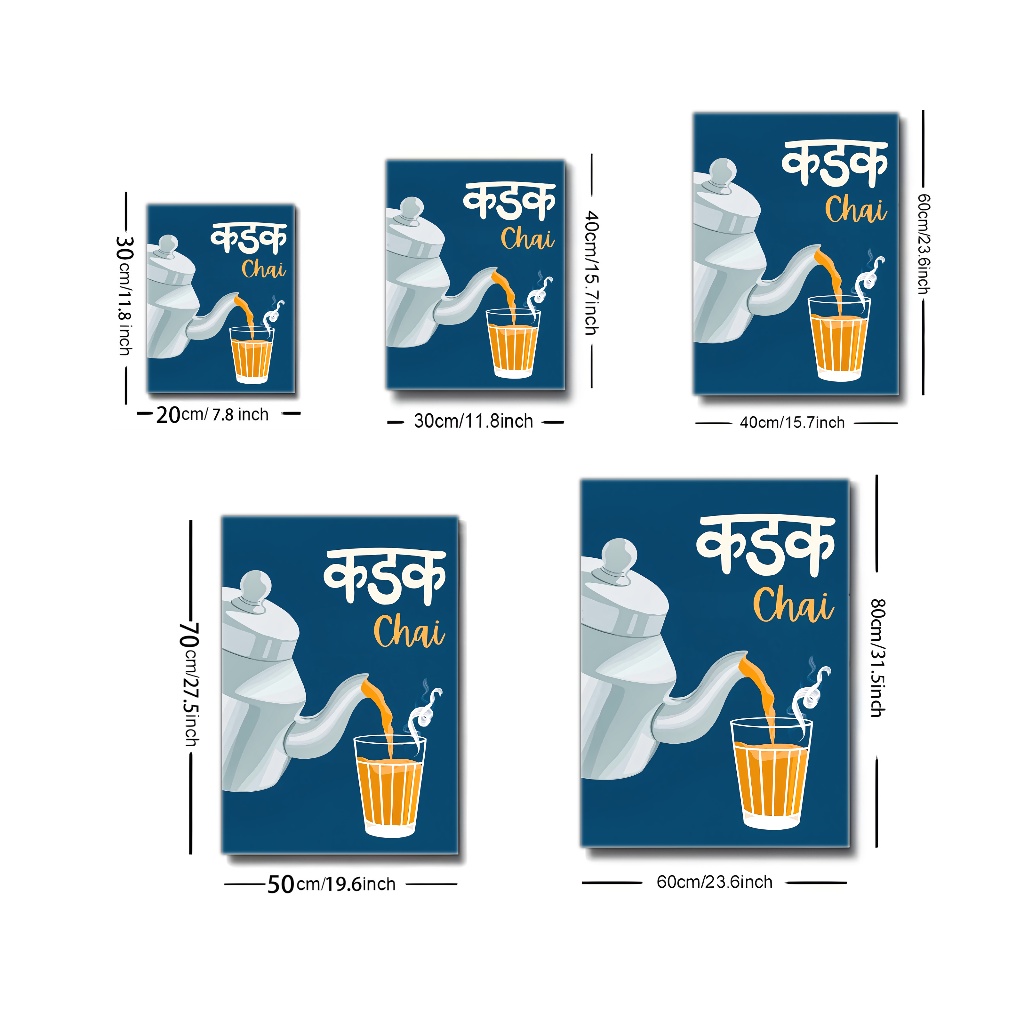 कडक
Chai
30cm/11.8 inch
20cm/ 7.8 inch
कडक
Chai
40cm/15.7inch
30cm/11.8inch
कडक
Chai
60cm/23.6inch
40cm/15.7inch
कडक
Chai
70cm/27.5inch
50cm/19.6inch
कडक
Chai
80cm/31.5inch
60cm/23.6inch